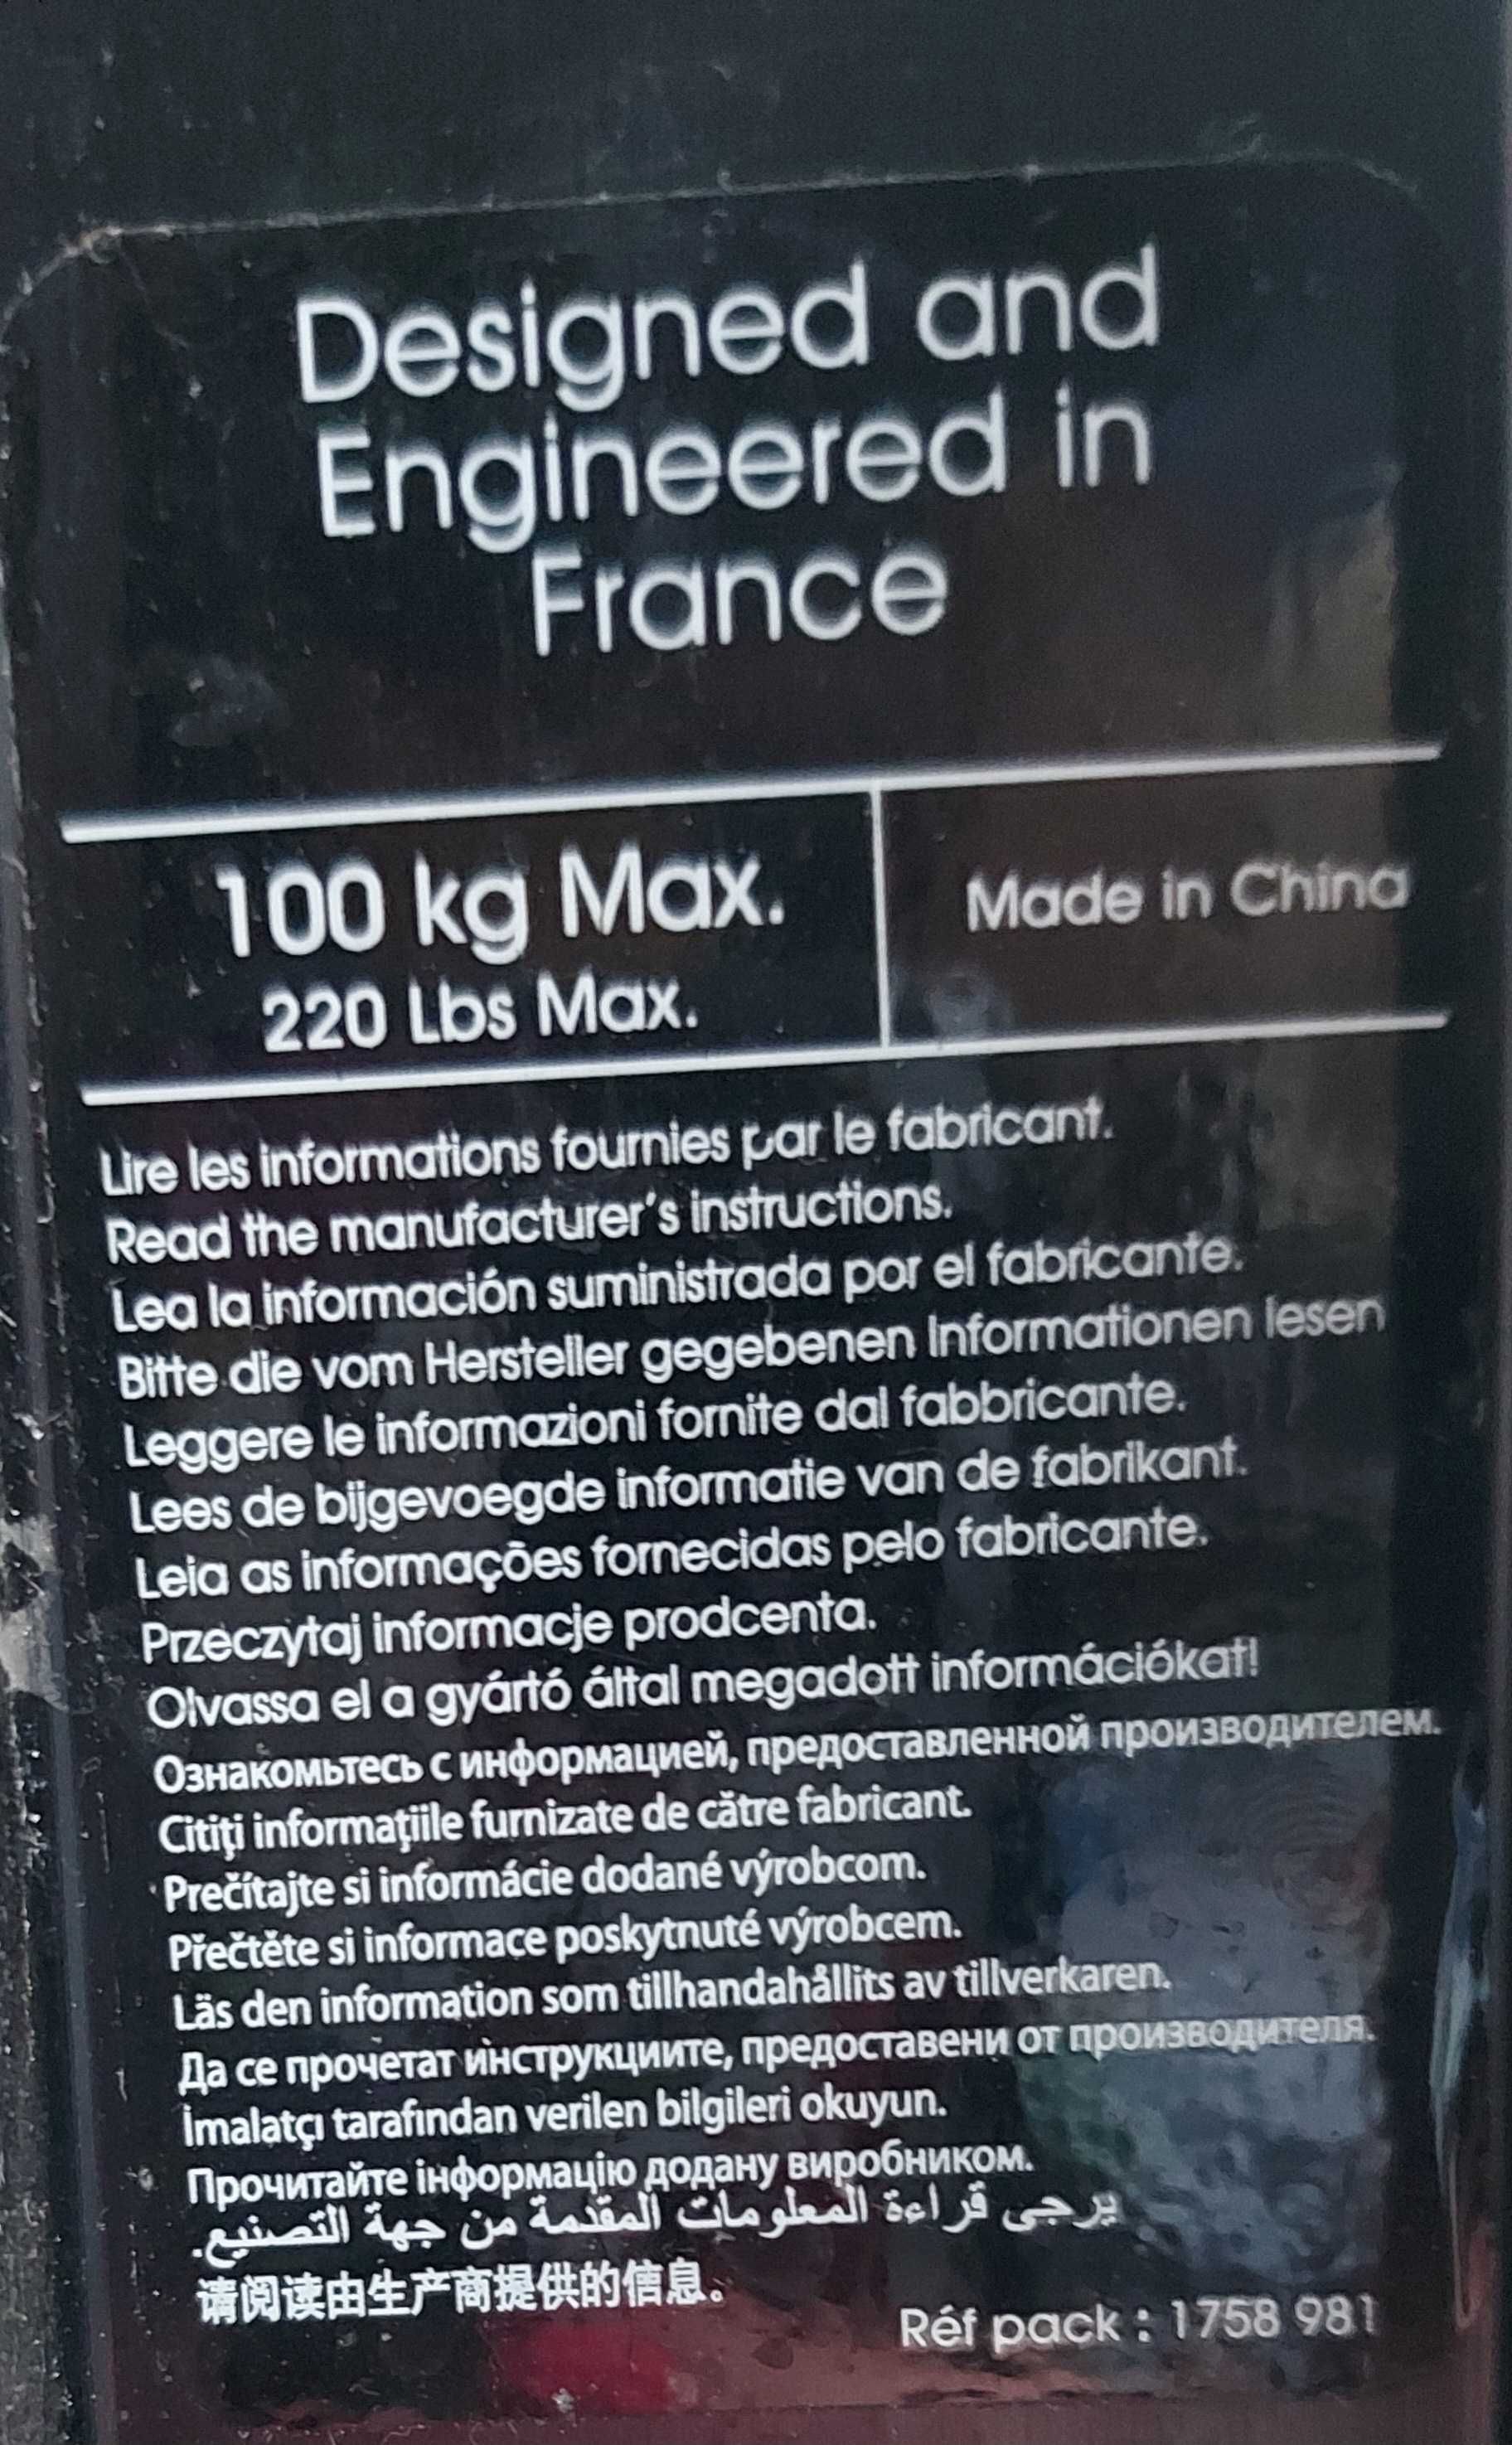 Designed and
Engineered in
France
100 kg Max.
220 Lbs Max.
Made in China
Lire les informations fournies par le fabricant.
Read the manufacturer's instructions.
Lea la información suministrada por el fabricante.
Bitte die vom Hersteller gegebenen Informationen lesen
Leggere le informazioni fornite dal fabbricante.
Lees de bijgevoegde informatie van de fabrikant.
Leia as informações fornecidas pelo fabricante.
Przeczytaj informacje prodcenta.
Olvassa el a gyártó által megadott információkat!
Ознакомьтесь с информацией, предоставленной производителем.
Citiţi informaţiile furnizate de către fabricant.
Prečítajte si informácie dodané výrobcom.
Přečtěte si informace poskytnuté výrobcem.
Läs den information som tillhandahållits av tillverkaren.
Да се прочетат инструкциите, предоставени от производителя.
İmalatçı tarafından verilen bilgileri okuyun.
Прочитайте інформацію додану виробником.
يرجى قراءة المعلومات المقدمة من جهة التصنيع.
请阅读由生产商提供的信息。
Réf pack : 1758 981